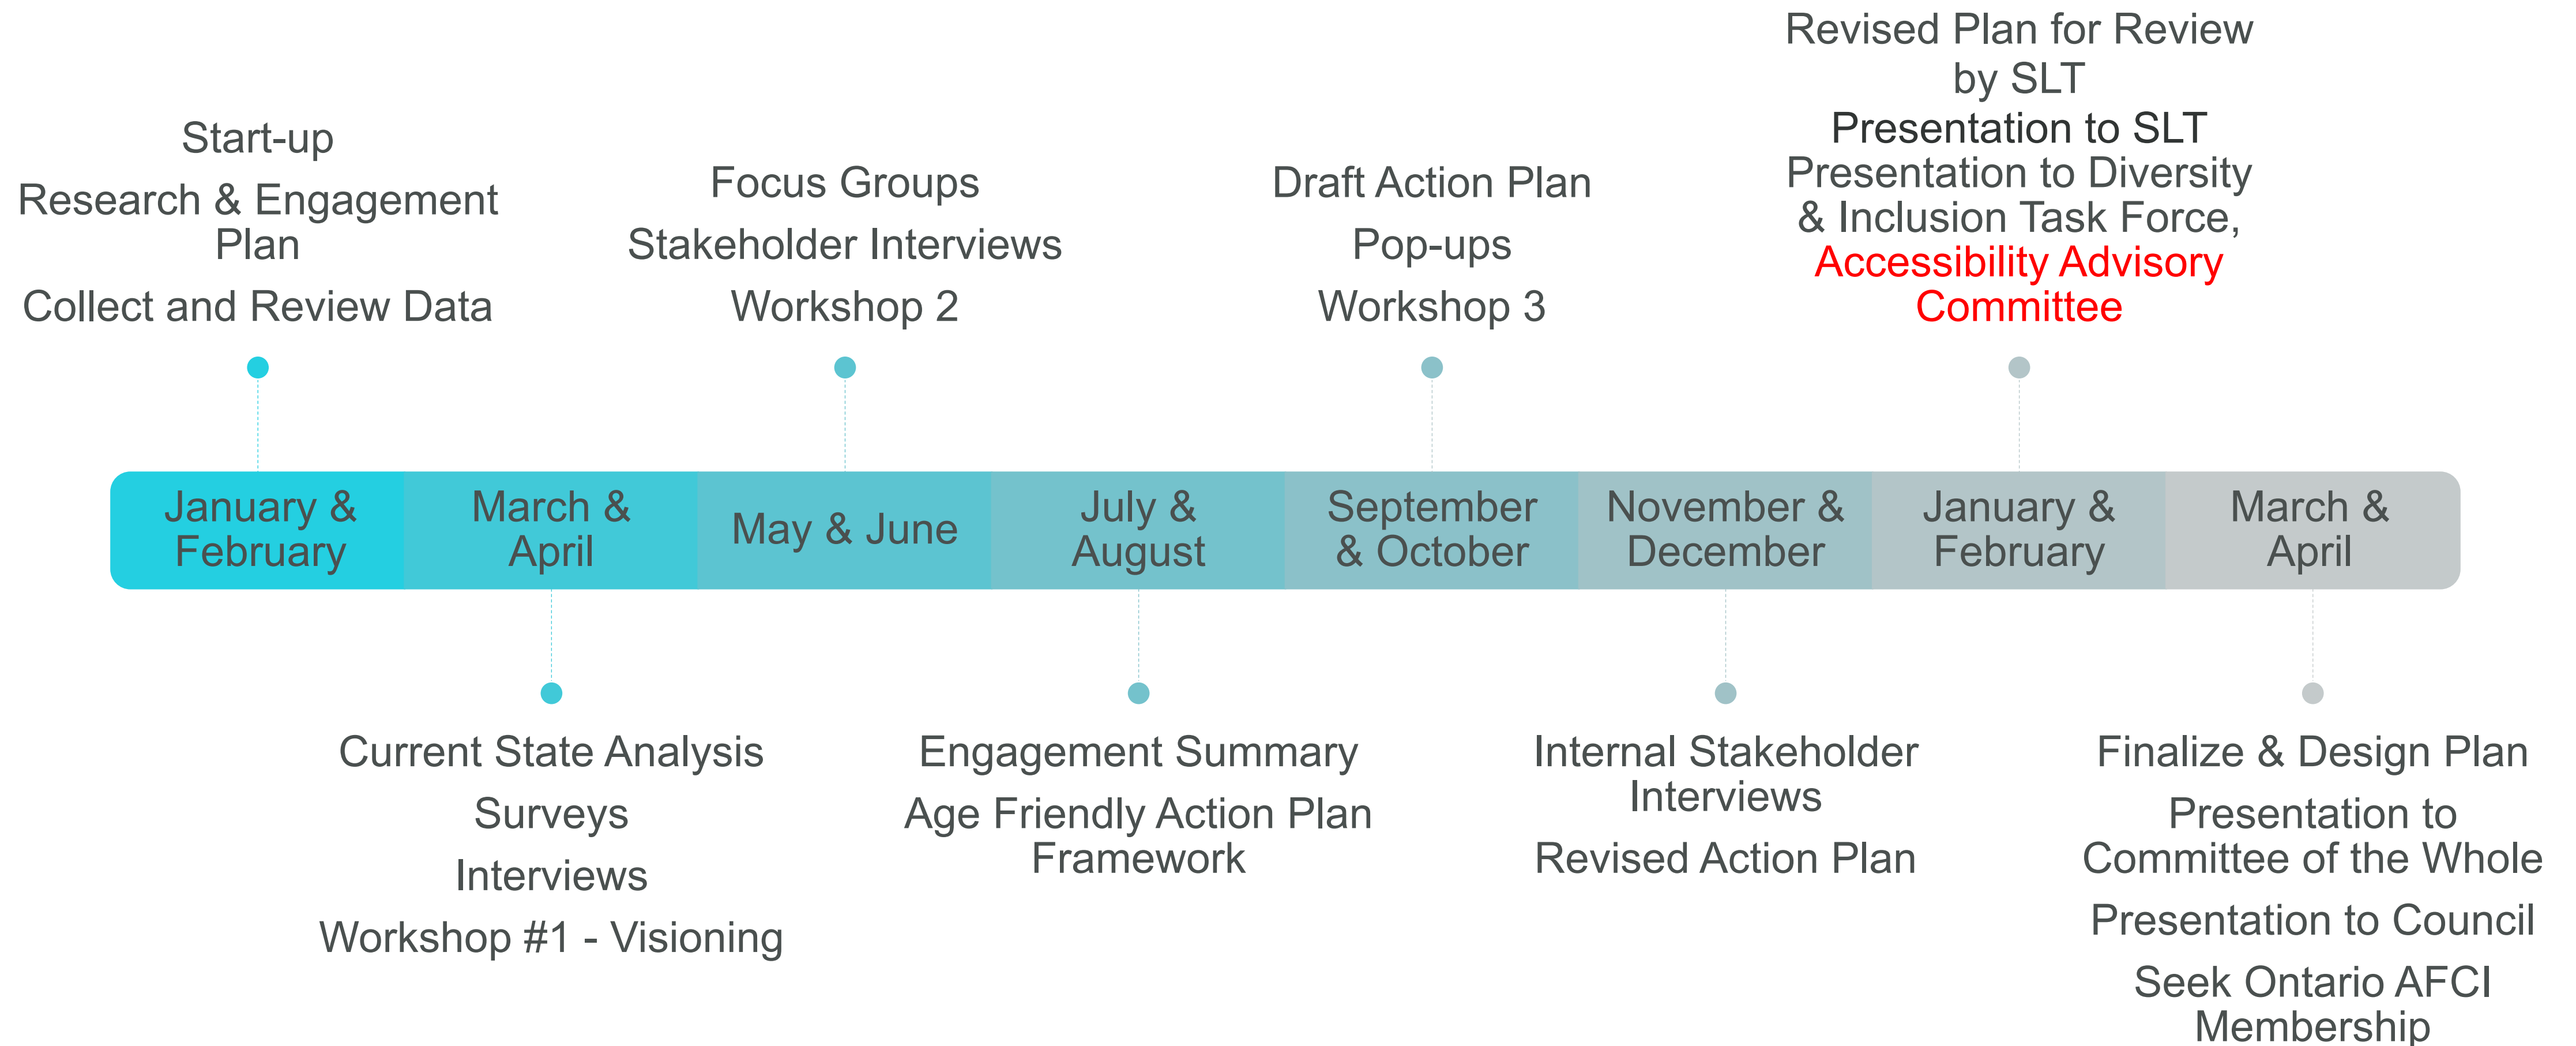 Start-up
Research & Engagement
Plan
Collect and Review Data
Focus Groups
Stakeholder Interviews
Workshop 2
Draft Action Plan
Pop-ups
Workshop 3
Revised Plan for Review
by SLT
Presentation to SLT
Presentation to Diversity
& Inclusion Task Force,
Accessibility Advisory
Committee
January &
February
March &
April
May & June
July &
August
September
& October
November &
December
January &
February
March &
April
Current State Analysis
Surveys
Interviews
Workshop #1 - Visioning
Engagement Summary
Age Friendly Action Plan
Framework
Internal Stakeholder
Interviews
Revised Action Plan
Finalize & Design Plan
Presentation to
Committee of the Whole
Presentation to Council
Seek Ontario AFCI
Membership